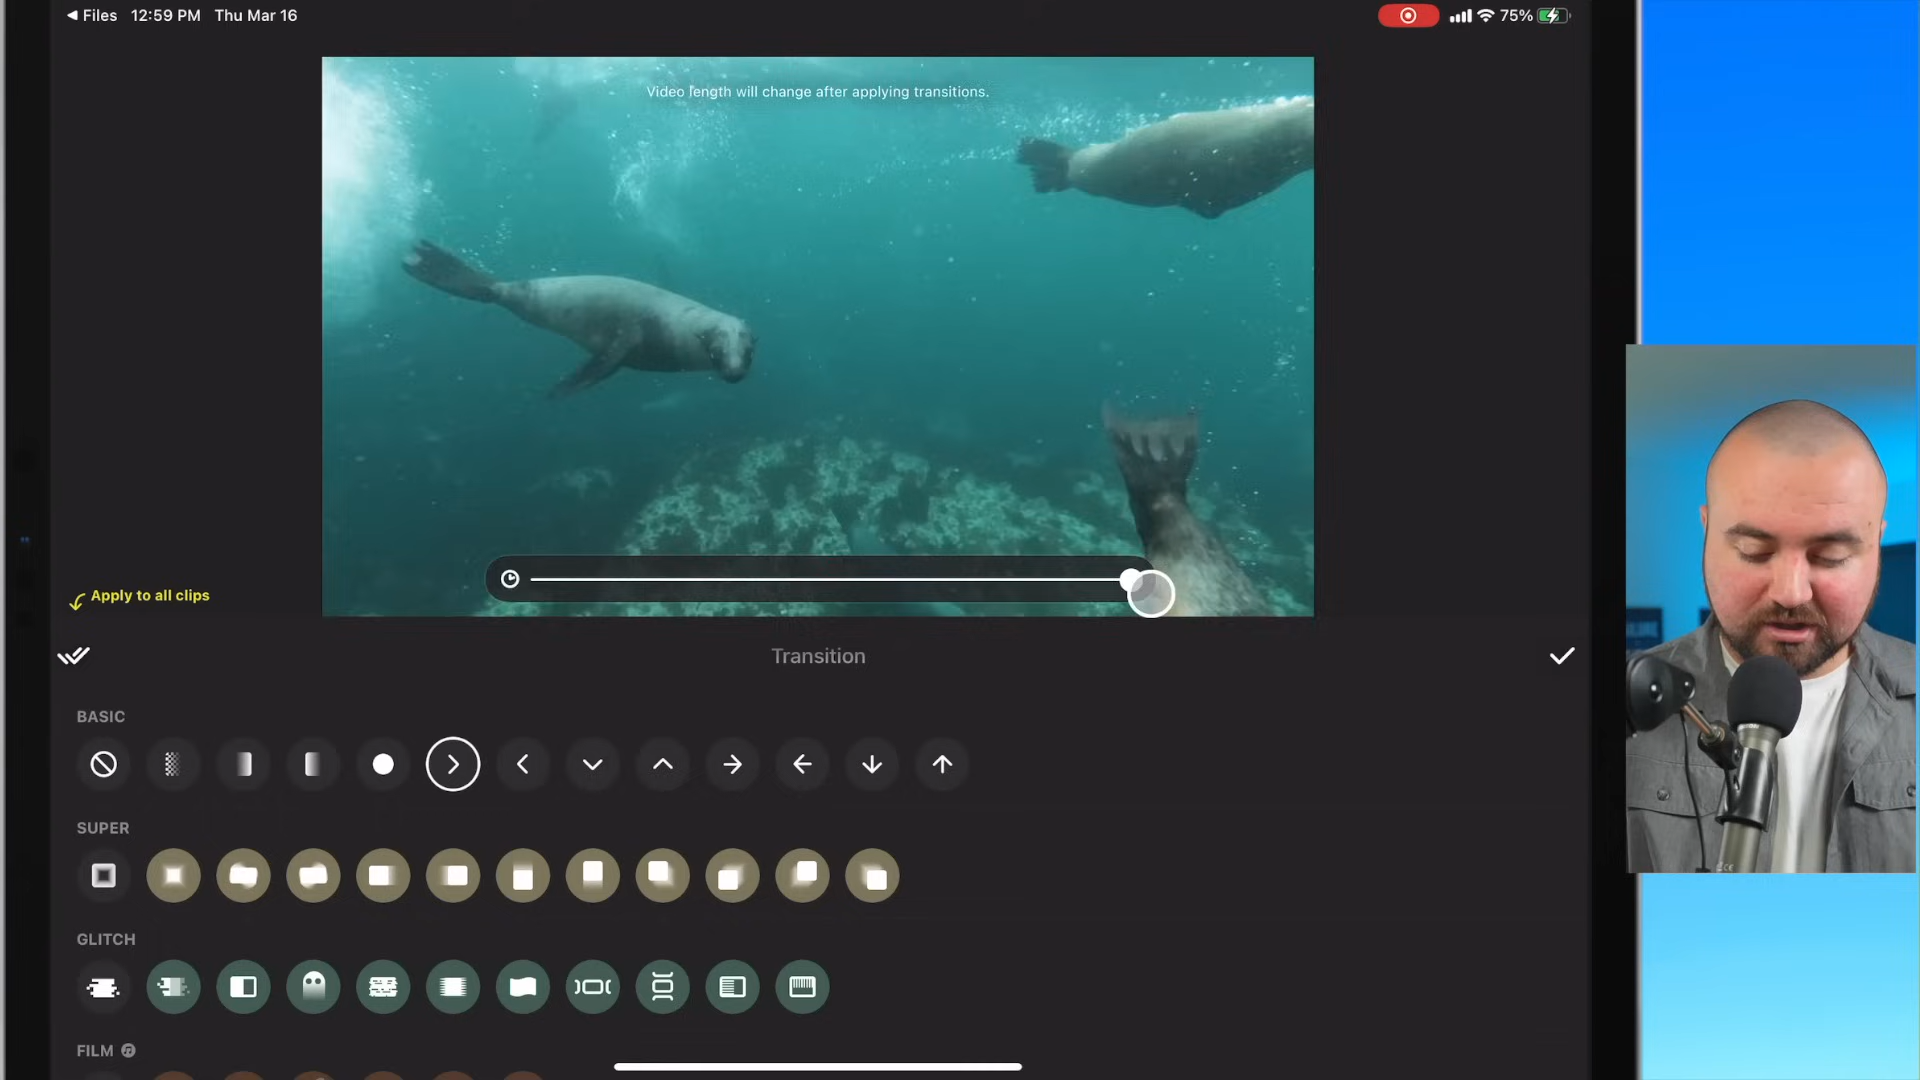 Files 12:59 PM Thu Mar 16
75%
Video length will change after applying transitions.
Apply to all clips
Transition
BASIC
SUPER
GLITCH
FILM